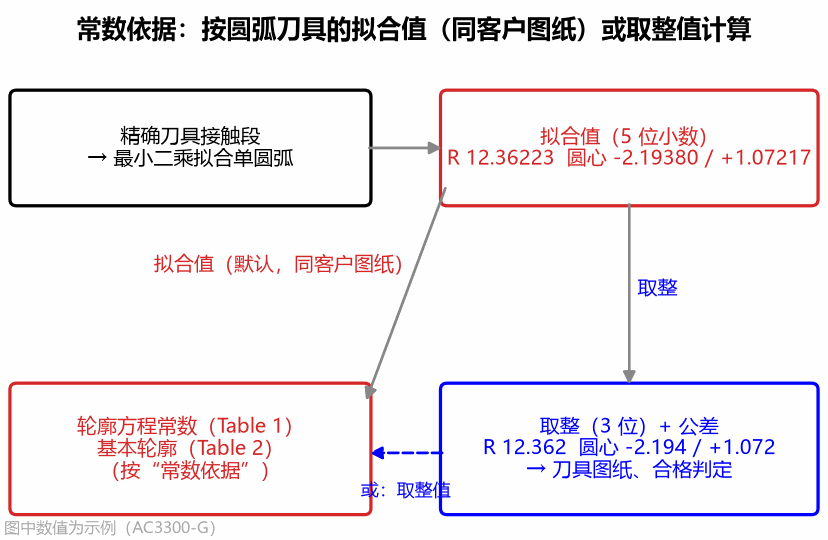 常数依据：按圆弧刀具的拟合值（同客户图纸）或取整值计算
精确刀具接触段
→ 最小二乘拟合单圆弧
拟合值（5 位小数）
R 12.36223 圆心 -2.19380 / +1.07217
拟合值（默认，同客户图纸）
取整
轮廓方程常数（Table 1）
基本轮廓（Table 2）
（按“常数依据”）
取整（3 位）+ 公差
R 12.362 圆心 -2.194 / +1.072
→ 刀具图纸、合格判定
或：取整值
图中数值为示例（AC3300-G）